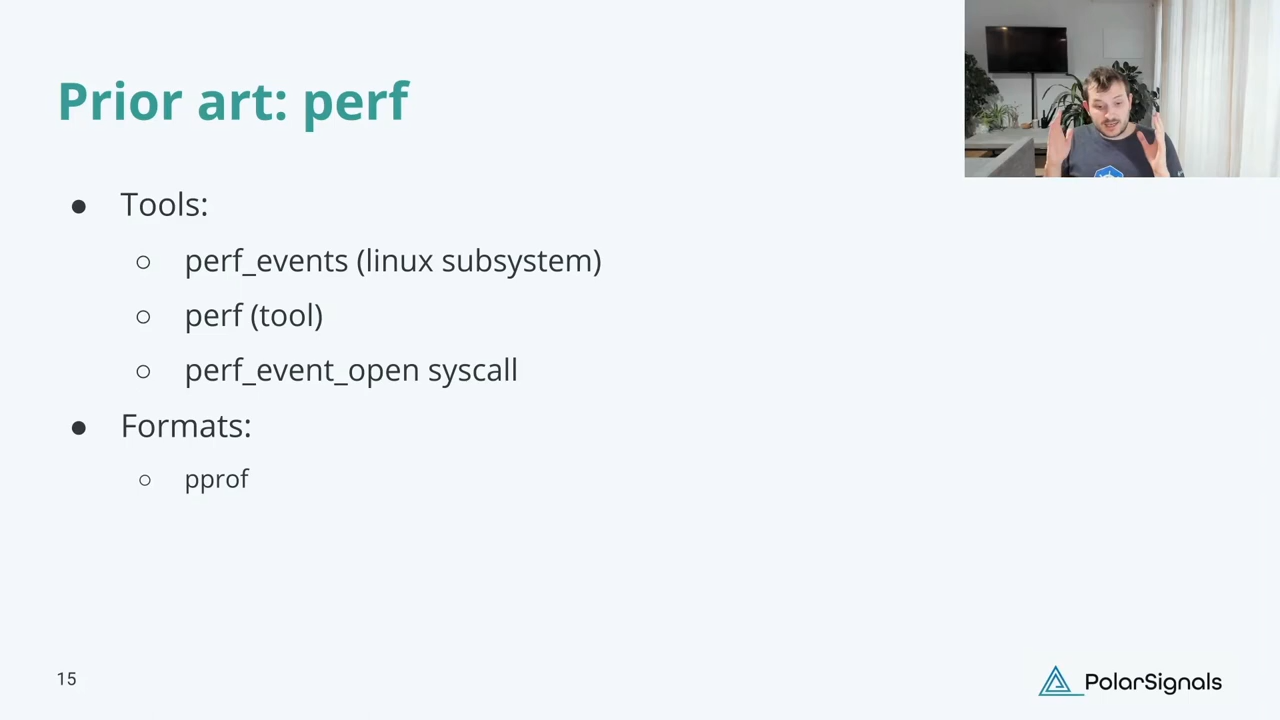 Prior art: perf
● Tools:
○ perf_events (linux subsystem)
○ perf (tool)
○ perf_event_open syscall
● Formats:
○ pprof
15
PolarSignals